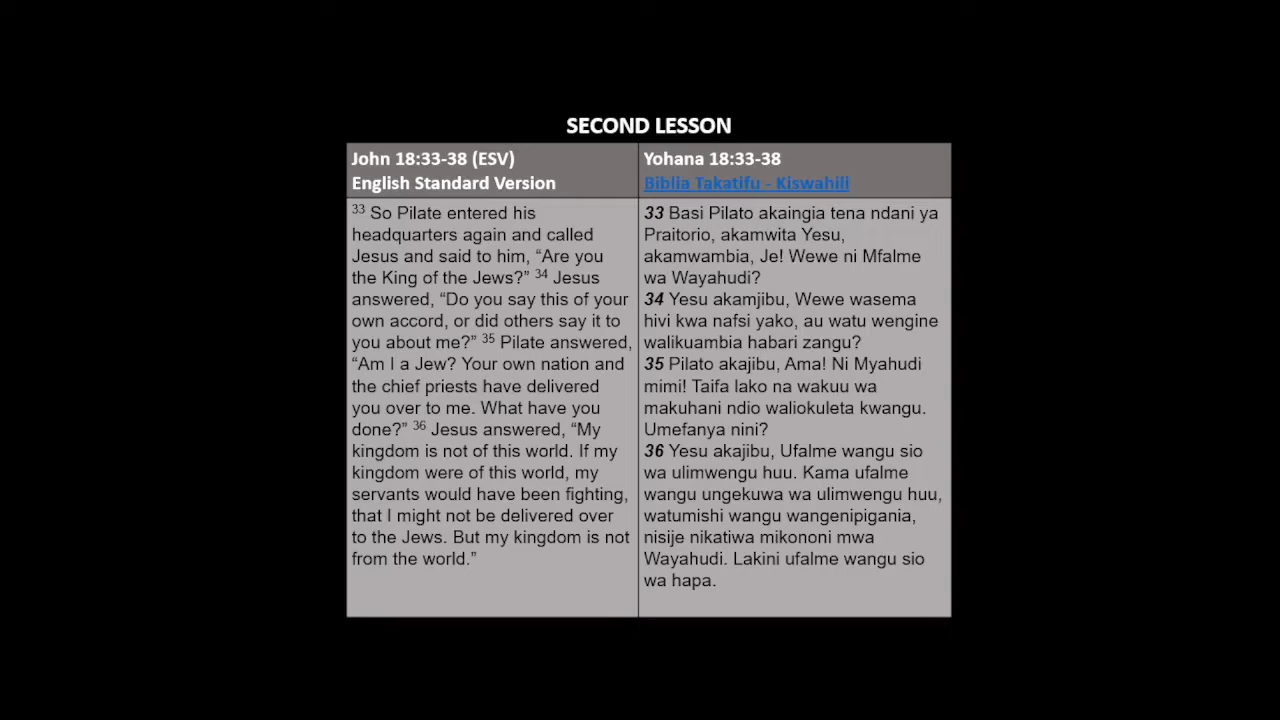 SECOND LESSON
John 18:33-38 (ESV)
English Standard Version
33 So Pilate entered his
headquarters again and called
Jesus and said to him, “Are you
the King of the Jews?” 34 Jesus
answered, “Do you say this of your
own accord, or did others say it to
you about me?” 35 Pilate answered,
“Am I a Jew? Your own nation and
the chief priests have delivered
you over to me. What have you
done?” 36 Jesus answered, “My
kingdom is not of this world. If my
kingdom were of this world, my
servants would have been fighting,
that I might not be delivered over
to the Jews. But my kingdom is not
from the world.”
Yohana 18:33-38
Biblia Takatifu - Kiswahili
33 Basi Pilato akaingia tena ndani ya
Praitorio, akamwita Yesu,
akamwambia, Je! Wewe ni Mfalme
wa Wayahudi?
34 Yesu akamjibu, Wewe wasema
hivi kwa nafsi yako, au watu wengine
walikuambia habari zangu?
35 Pilato akajibu, Ama! Ni Myahudi
mimi! Taifa lako na wakuu wa
makuhani ndio waliokuleta kwangu.
Umefanya nini?
36 Yesu akajibu, Ufalme wangu sio
wa ulimwengu huu. Kama ufalme
wangu ungekuwa wa ulimwengu huu,
watumishi wangu wangenipigania,
nisije nikatiwa mikononi mwa
Wayahudi. Lakini ufalme wangu sio
wa hapa.